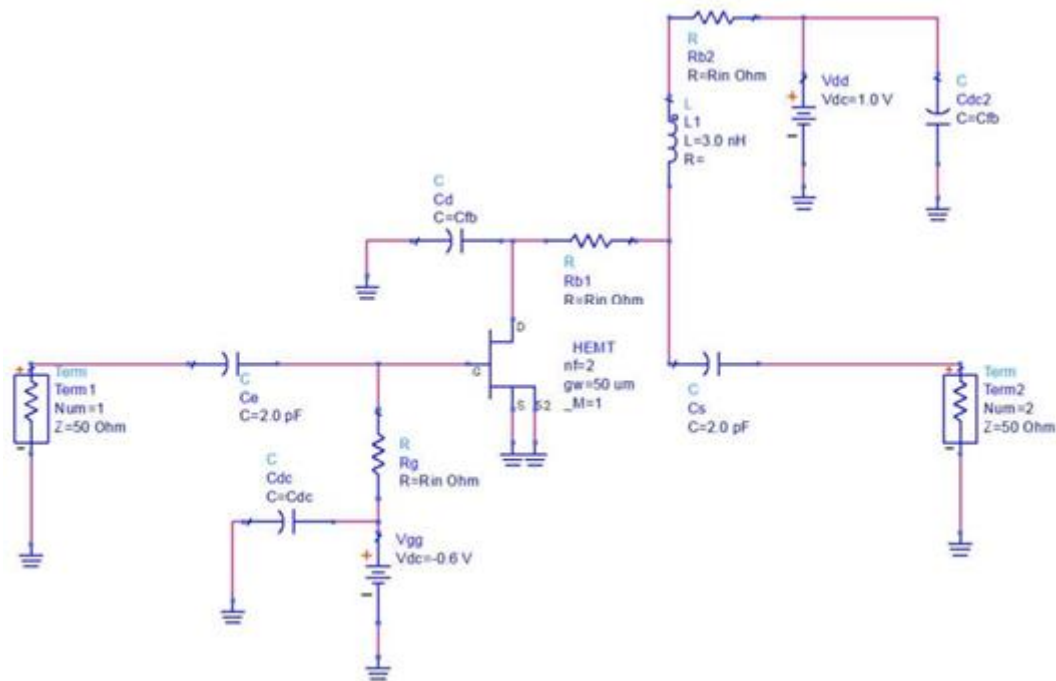 R
Rb2
R=Rin Ohm
+
Vdd
Vdc=1.0 V
C
Cdc2
C=Cfb
L
L1
L=3.0 nH
R=
C
Cd
C=Cfb
R
Rb1
R=Rin Ohm
D
G
S
S2
HEMT
nf=2
gw=50 um
_M=1
+
Term
Term1
Num=1
Z=50 Ohm
C
Ce
C=2.0 pF
C
Cs
C=2.0 pF
+
Term
Term2
Num=2
Z=50 Ohm
R
Rg
R=Rin Ohm
C
Cdc
C=Cdc
+
Vgg
Vdc=-0.6 V